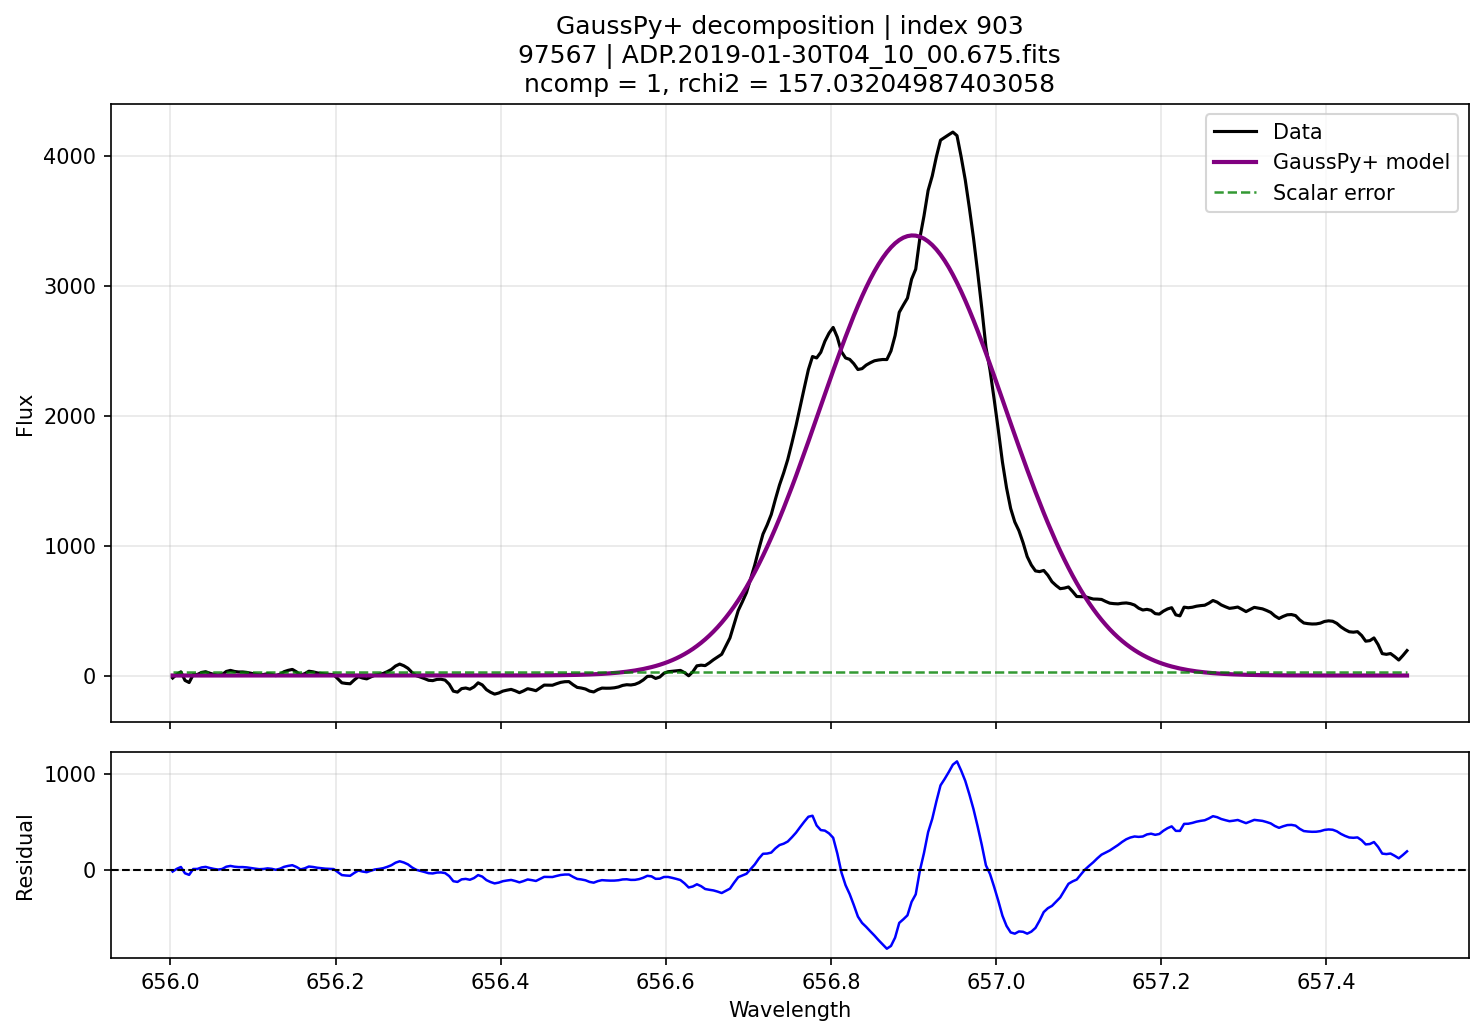 GaussPy+ decomposition | index 903
97567 | ADP.2019-01-30T04_10_00.675.fits
ncomp = 1, rchi2 = 157.03204987403058
Data
GaussPy+ model
Scalar error
Flux
4000
3000
2000
1000
0
Residual
1000
0
656.0 656.2 656.4 656.6 656.8 657.0 657.2 657.4
Wavelength